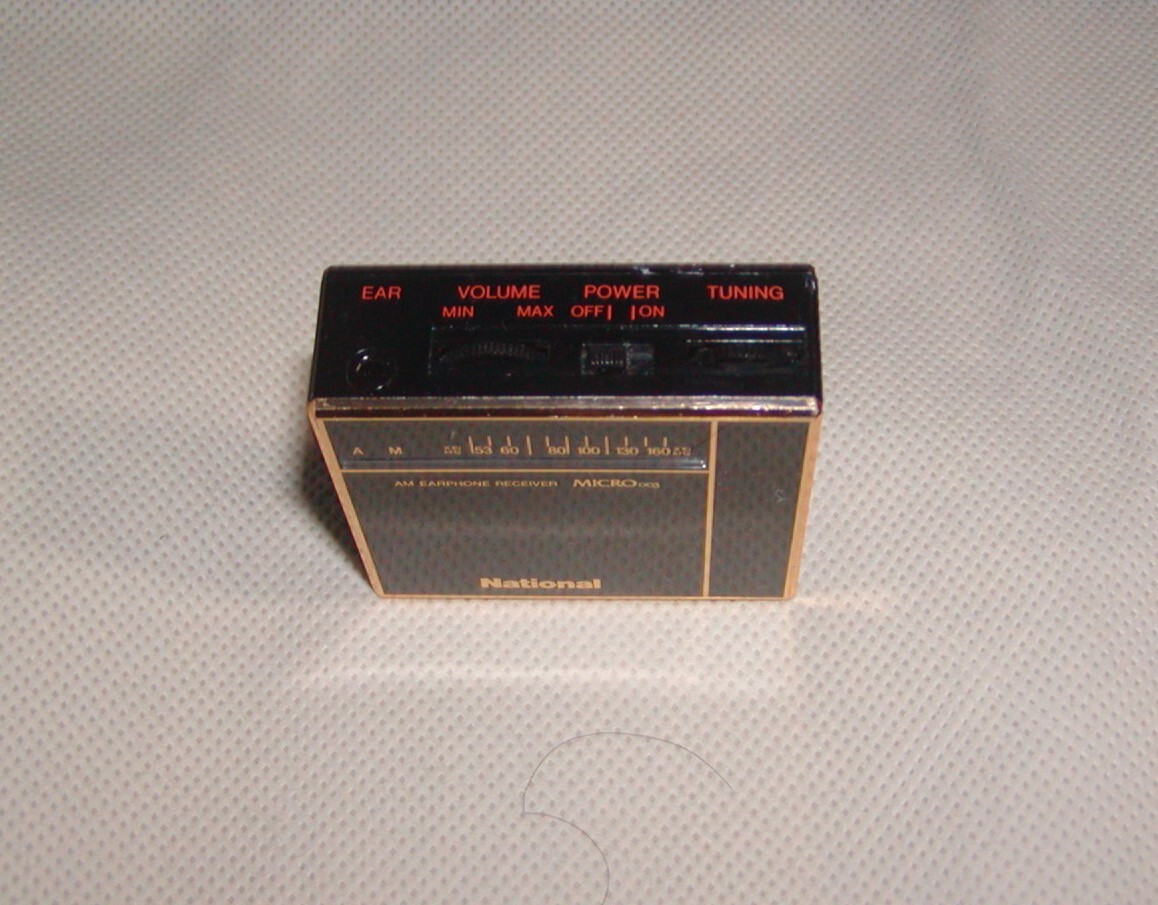 EAR VOLUME POWER TUNING
MIN MAX OFF ON
A M 53 60 80 100 130 160
AM EARPHONE RECEIVER MICRO
National